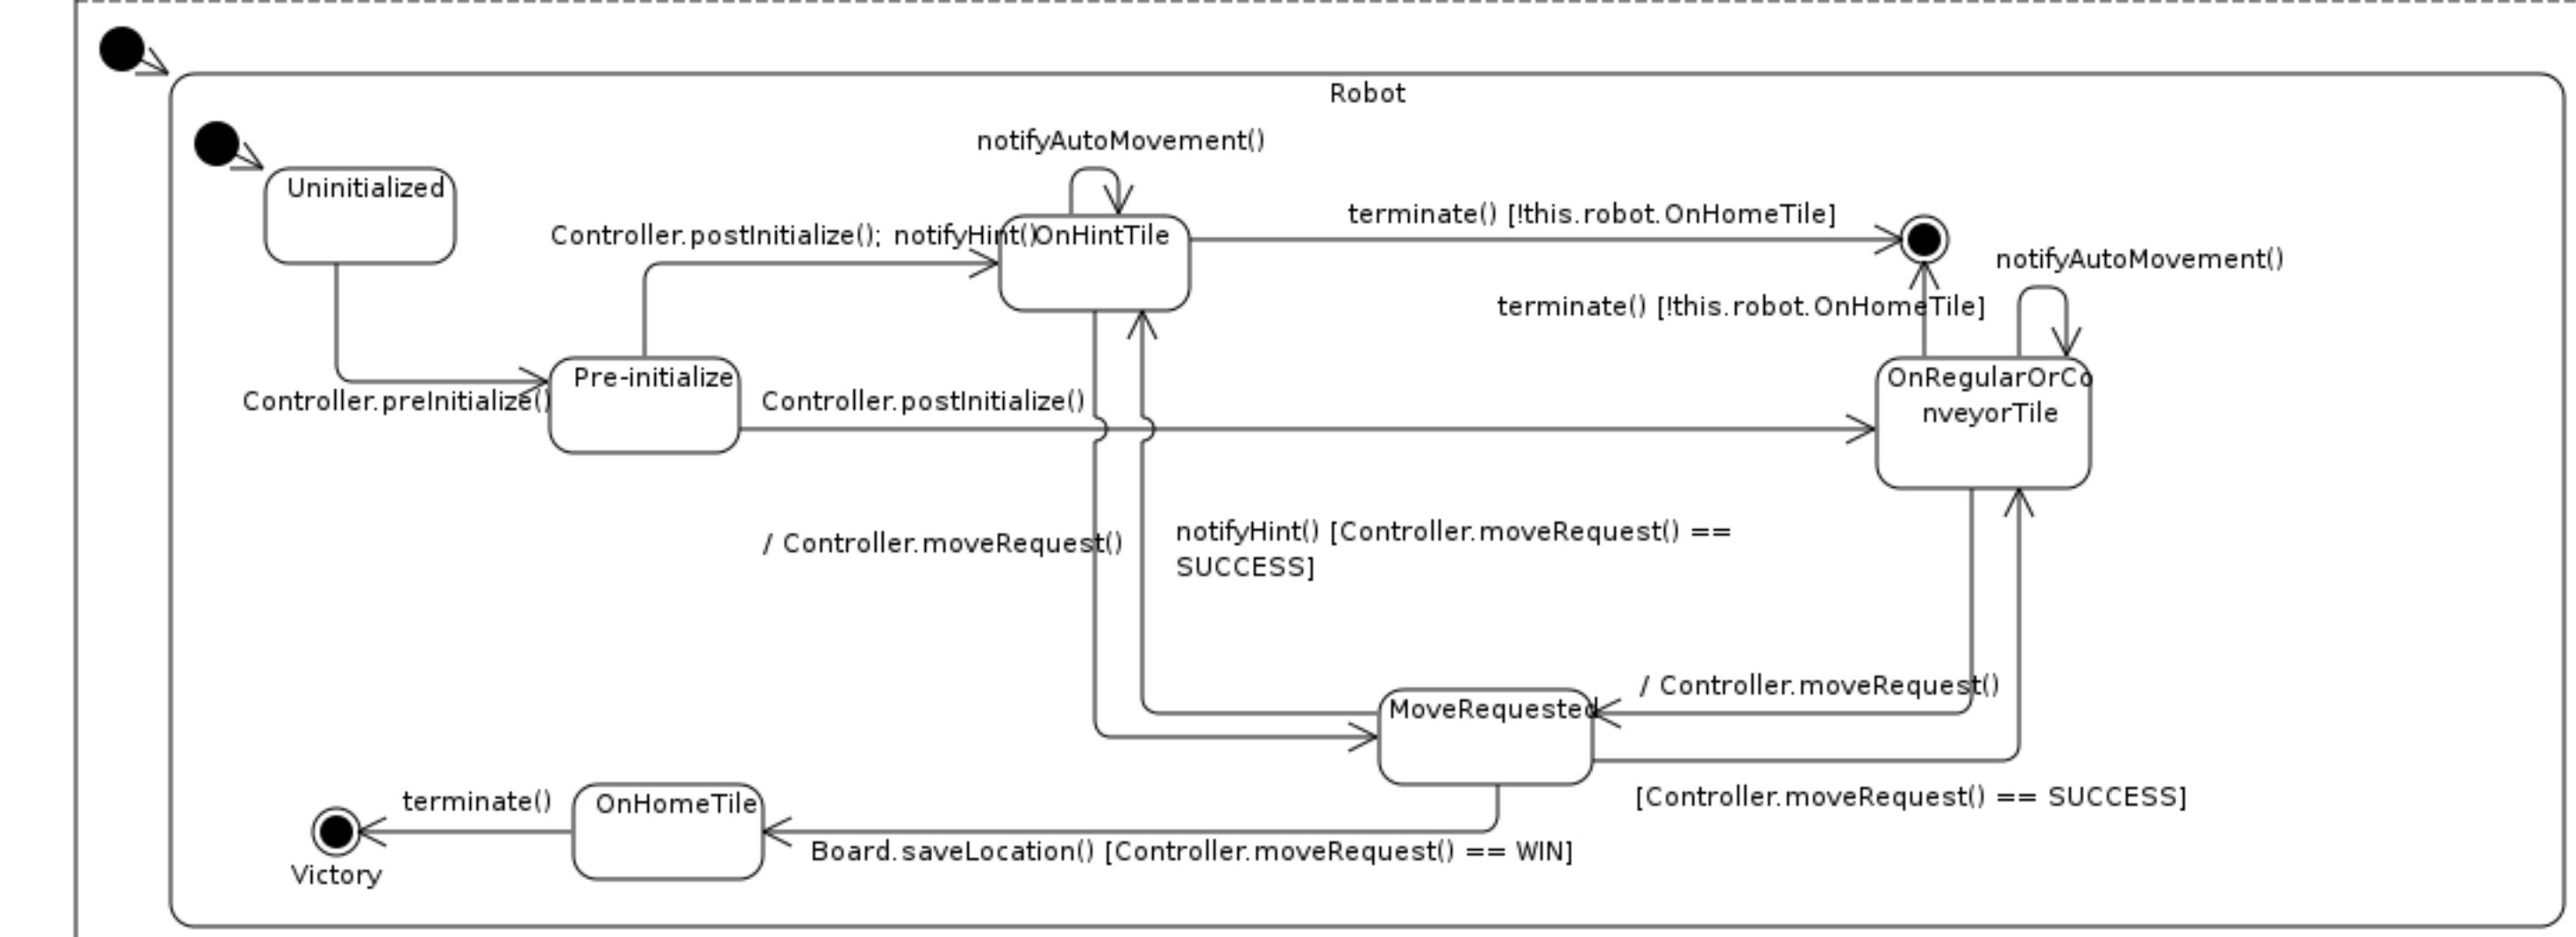 Robot
notifyAutoMovement()
Uninitialized
terminate() [!this.robot.OnHomeTile]
Controller.postInitialize(); notifyHint()
OnHintTile
notifyAutoMovement()
terminate() [!this.robot.OnHomeTile]
Pre-initialize
OnRegularOrCo
nveyorTile
Controller.preInitialize()
Controller.postInitialize()
/ Controller.moveRequest()
notifyHint() [Controller.moveRequest() ==
SUCCESS]
/ Controller.moveRequest()
MoveRequested
[Controller.moveRequest() == SUCCESS]
terminate()
OnHomeTile
Board.saveLocation() [Controller.moveRequest() == WIN]
Victory